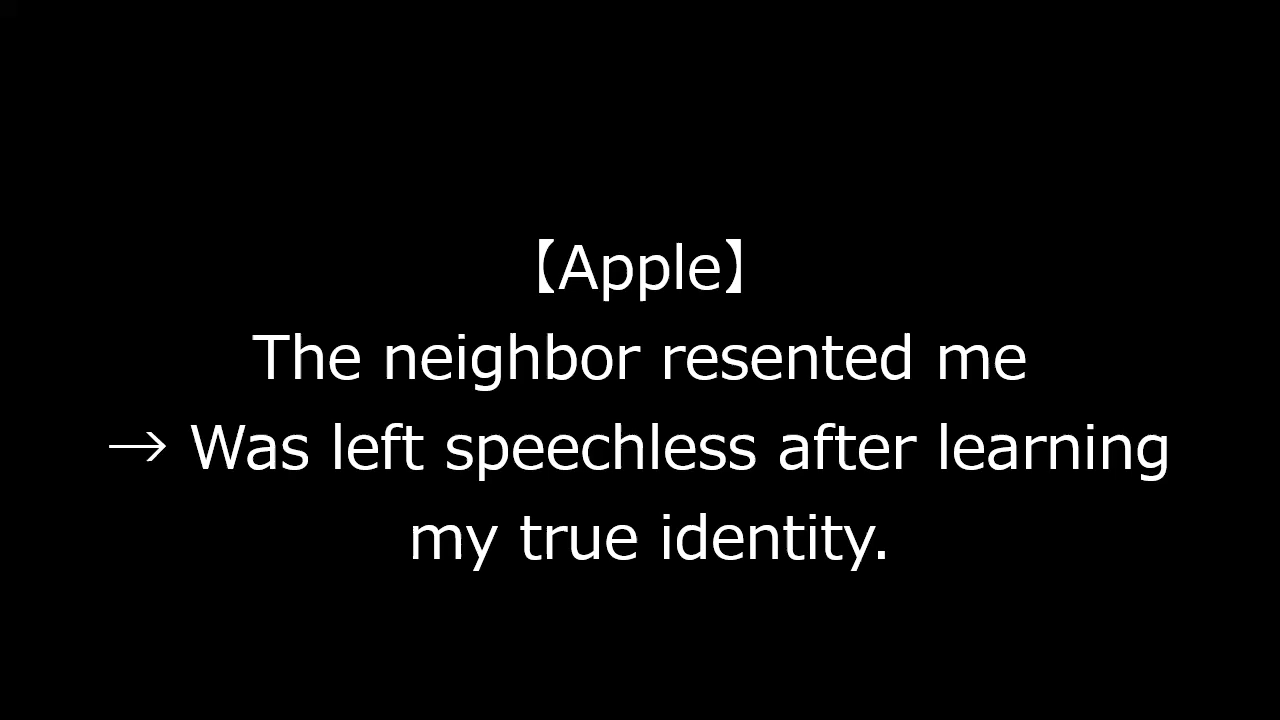 【Apple】
The neighbor resented me
→ Was left speechless after learning
my true identity.